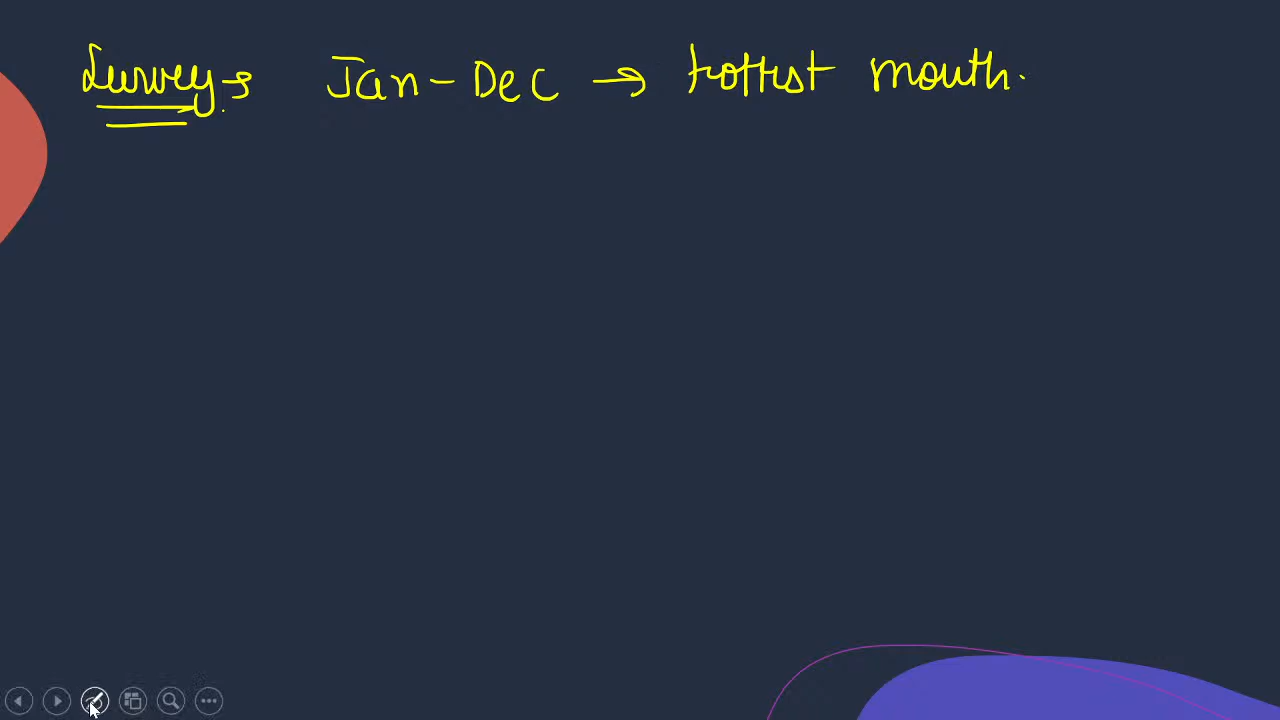 Survey → Jan - Dec → hottest month.